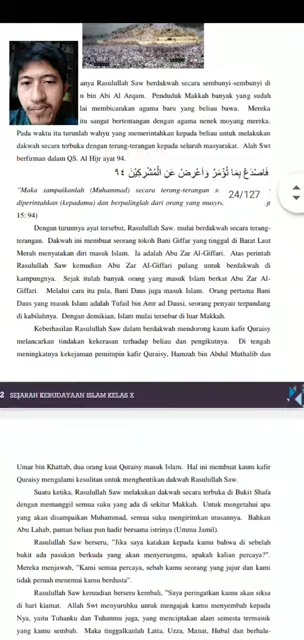 anya Rasulullah Saw berdakwah secara sembunyi-sembunyi di
n bin Abi Al Arqam. Penduduk Makkah banyak yang sudah
lai membicarakan agama baru yang beliau bawa. Mereka
itu sangat bertentangan dengan agama nenek moyang mereka.
Pada waktu itu turunlah wahyu yang memerintahkan kepada beliau untuk melakukan
dakwah secara terbuka dengan terang-terangan kepada seluruh masyarakat. Allah Swt
berfirman dalam QS. Al Hijr ayat 94.
فَاصْدَعْ بِمَا تُؤْمَرُ وَاَعْرِضْ عَنِ الْمُشْرِكِيْنَ ٩٤
"Maka sampaikanlah (Muhammad) secara terang-terangan s
24/127
diperintahkan (kepadamu) dan berpalinglah dari orang yang musyr
15: 94)
Dengan turunnya ayat tersebut, Rasulullah Saw. mulai berdakwah secara terang-
terangan. Dakwah ini membuat seorang tokoh Bani Giffar yang tinggal di Barat Laut
Merah menyatakan diri masuk Islam. Ia adalah Abu Zar Al-Giffari. Atas perintah
Rasulullah Saw kemudian Abu Zar Al-Giffari pulang untuk berdakwah di
kampungnya. Sejak itulah banyak orang yang masuk Islam berkat Abu Zar Al-
Giffari. Melalui cara itu pula, Bani Daus juga masuk Islam. Orang pertama Bani
Daus yang masuk Islam adalah Tufail bin Amr ad Dausi, seorang penyair terpandang
di kabilahnya. Dengan demikian, Islam mulai tersebar di luar Makkah.
Keberhasilan Rasulullah Saw dalam berdakwah mendorong kaum kafir Quraisy
melancarkan tindakan kekerasan terhadap beliau dan pengikutnya. Di tengah
meningkatnya kekejaman pemimpin kafir Quraisy, Hamzah bin Abdul Muthalib dan
2 SEJARAH KEBUDAYAAN ISLAM KELAS X
Umar bin Khattab, dua orang kuat Quraisy masuk Islam. Hal ini membuat kaum kafir
Quraisy mengalami kesulitan untuk menghentikan dakwah Rasulullah Saw.
Suatu ketika, Rasulullah Saw melakukan dakwah secara terbuka di Bukit Shafa
dengan memanggil semua suku yang ada di sekitar Makkah. Untuk mengetahui apa
yang akan disampaikan Muhammad, semua suku mengirimkan utusannya. Bahkan
Abu Lahab, paman beliau pun hadir bersama istrinya (Ummu Jamil).
Rasulullah Saw berseru, "Jika saya katakan kepada kamu bahwa di sebelah
bukit ada pasukan berkuda yang akan menyerangmu, apakah kalian percaya?".
Mereka menjawab, "Kami semua percaya, sebab kamu seorang yang jujur dan kami
tidak pernah menemui kamu berdusta".
Rasulullah Saw kemudian berseru kembali, "Saya peringatkan kamu akan siksa
di hari kiamat. Allah Swt menyuruhku untuk mengajak kamu menyembah kepada
Nya, yaitu Tuhanku dan Tuhanmu juga, yang menciptakan alam semesta termasuk
yang kamu sembah. Maka tinggalkanlah Latta, Uzza, Manat, Hubal dan berhala-